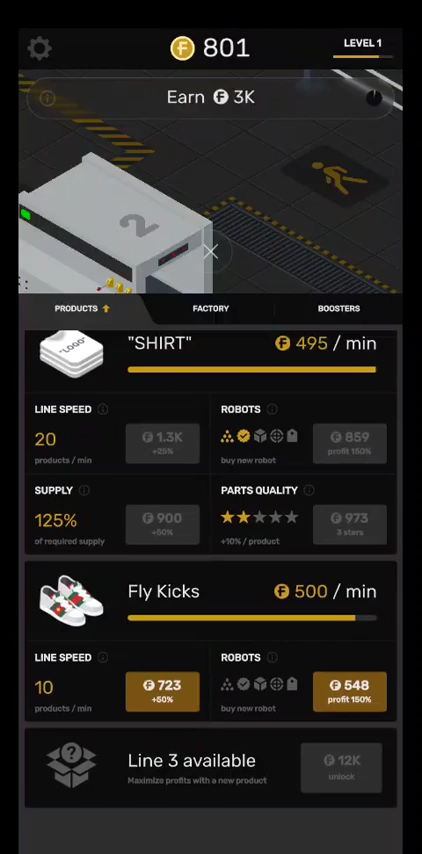 F 801
LEVEL 1
Earn F 3K
2
PRODUCTS
FACTORY
BOOSTERS
"LOGO"
"SHIRT"
F 495 / min
LINE SPEED
20
products / min
F 1.3K
+25%
ROBOTS
buy new robot
F 859
profit 150%
SUPPLY
125%
of required supply
F 900
+50%
PARTS QUALITY
+10% / product
F 973
3 stars
Fly Kicks
F 500 / min
LINE SPEED
10
products / min
F 723
+50%
ROBOTS
buy new robot
F 548
profit 150%
?
Line 3 available
Maximize profits with a new product
F 12K
unlock